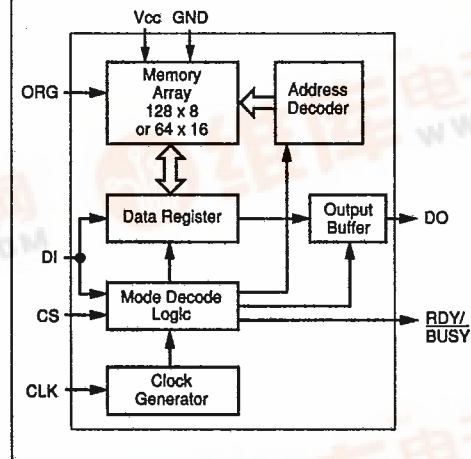 Vcc GND
ORG
Memory
Array
128 x 8
or 64 x 16
Address
Decoder
Data Register
Output
Buffer
DO
DI
Mode Decode
Logic
CS
RDY/
BUSY
CLK
Clock
Generator